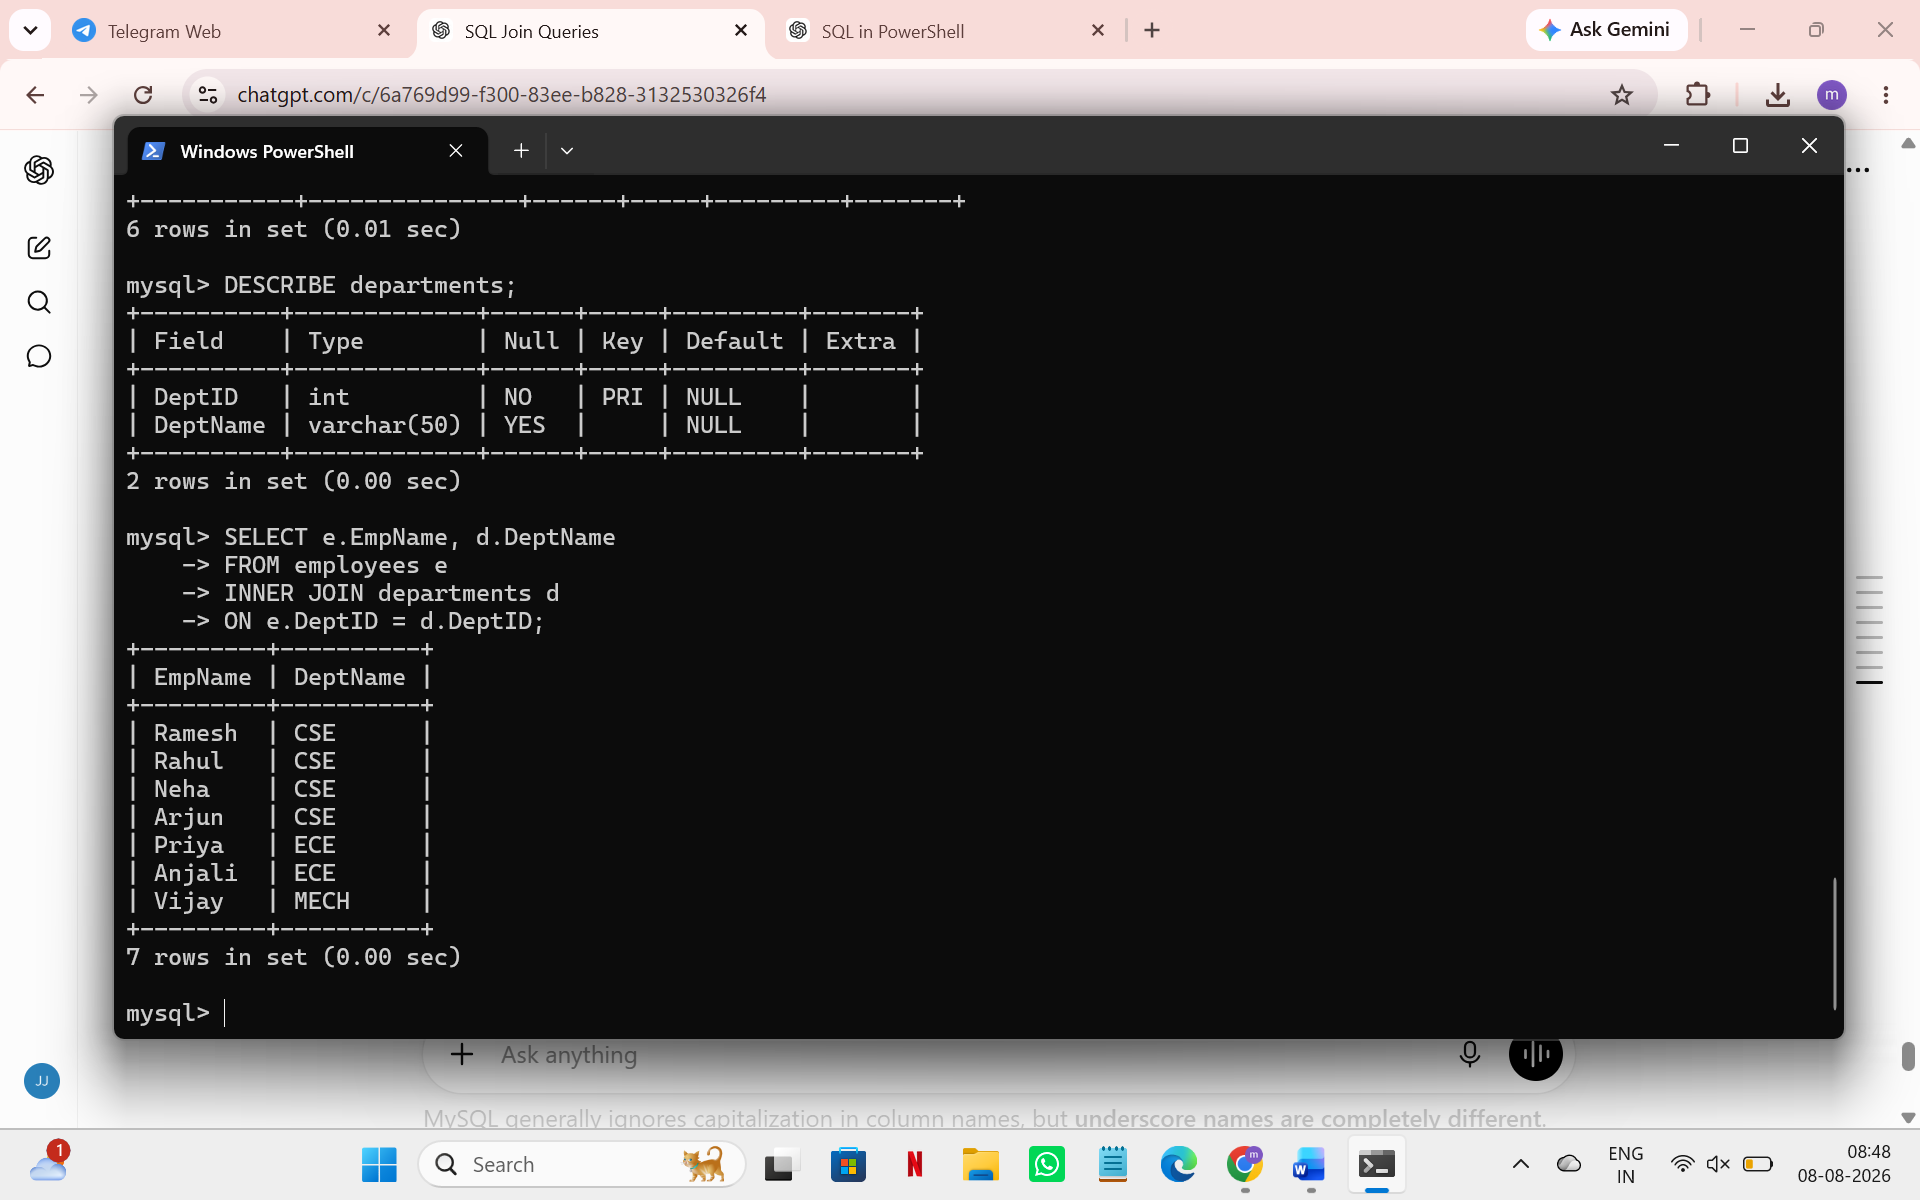 Telegram Web
SQL Join Queries
SQL in PowerShell
Ask Gemini
chatgpt.com/c/6a769d99-f300-83ee-b828-3132530326f4
m
Windows PowerShell
+-----------+---------------+------+-----+---------+-------+
6 rows in set (0.01 sec)
mysql> DESCRIBE departments;
+----------+-------------+------+-----+---------+-------+
| Field    | Type        | Null | Key | Default | Extra |
+----------+-------------+------+-----+---------+-------+
| DeptID   | int         | NO   | PRI | NULL    |       |
| DeptName | varchar(50) | YES  |     | NULL    |       |
+----------+-------------+------+-----+---------+-------+
2 rows in set (0.00 sec)
mysql> SELECT e.EmpName, d.DeptName
    -> FROM employees e
    -> INNER JOIN departments d
    -> ON e.DeptID = d.DeptID;
+---------+----------+
| EmpName | DeptName |
+---------+----------+
| Ramesh  | CSE      |
| Rahul   | CSE      |
| Neha    | CSE      |
| Arjun   | CSE      |
| Priya   | ECE      |
| Anjali  | ECE      |
| Vijay   | MECH     |
+---------+----------+
7 rows in set (0.00 sec)
mysql>
Ask anything
JJ
MySQL generally ignores capitalization in column names, but underscore names are completely different.
1
Search
N
m
W
ENG
IN
08:48
08-08-2026